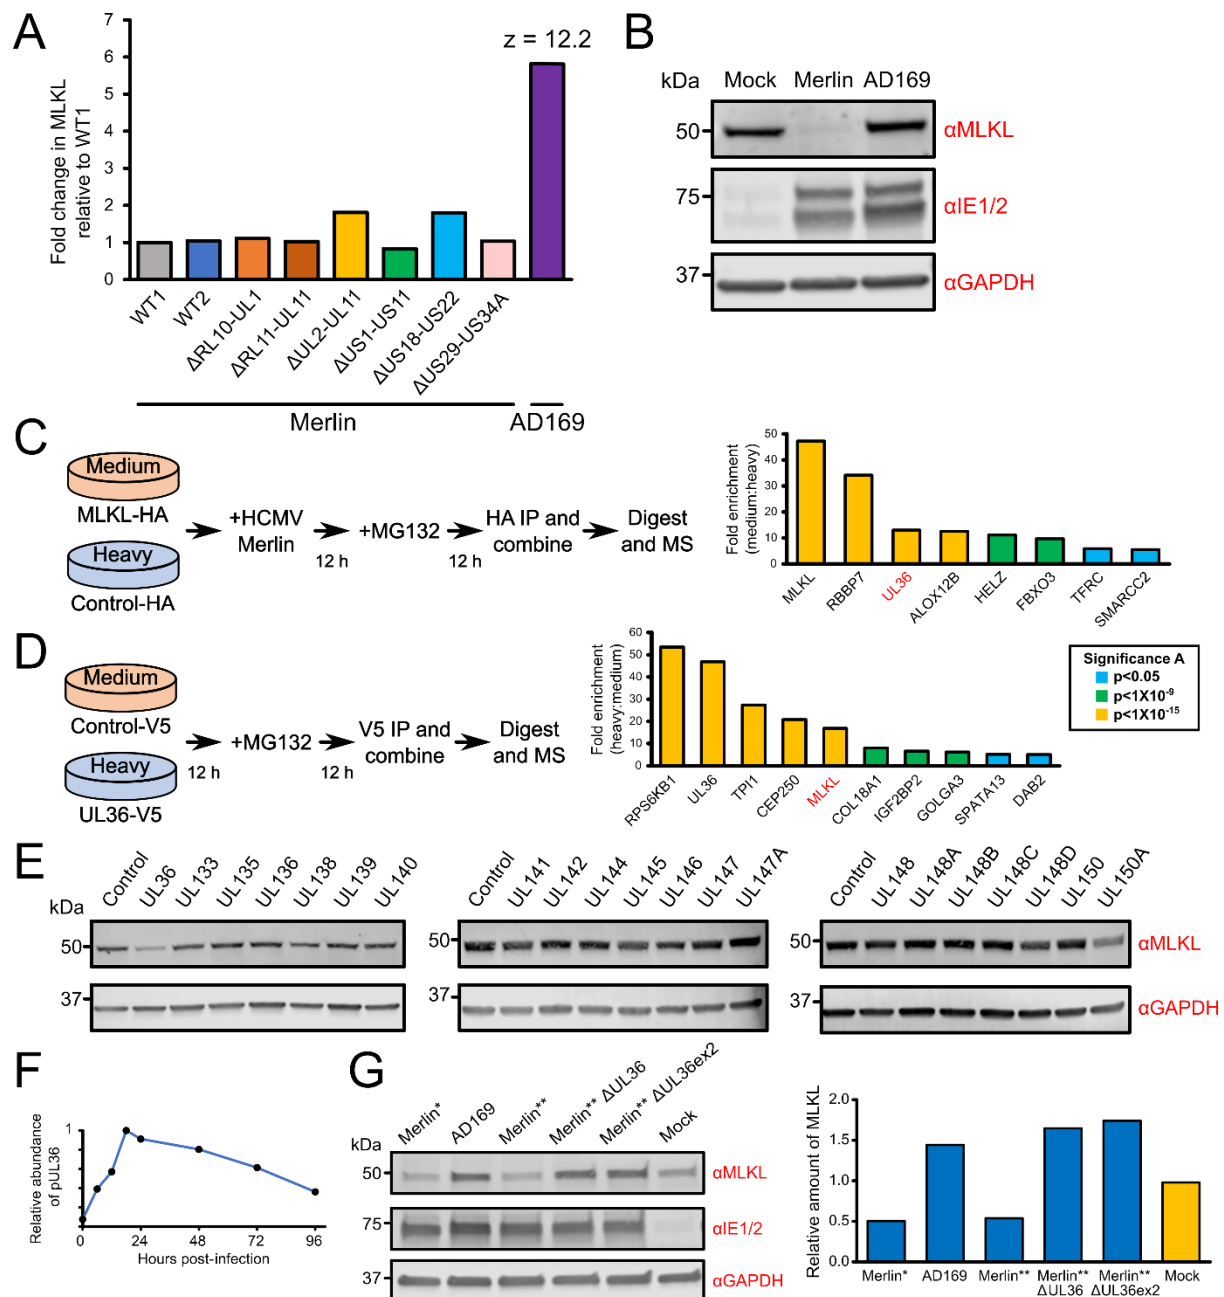 A
Fold change in MLKL
relative to WT1
7
6
5
4
3
2
1
0
z = 12.2
WT1
WT2
ΔRL10-UL1
ΔRL11-UL11
ΔUL2-UL11
ΔUS1-US11
ΔUS18-US22
ΔUS29-US34A
Merlin
AD169
B
kDa
Mock Merlin AD169
50
αMLKL
75
αIE1/2
37
αGAPDH
C
Medium
MLKL-HA
Heavy
Control-HA
+HCMV
Merlin
12 h
+MG132
12 h
HA IP and
combine
Digest
and MS
Fold enrichment
(medium:heavy)
50
40
30
20
10
0
MLKL
RBBP7
UL36
ALOX12B
HELZ
FBXO3
TFRC
SMARCC2
D
Medium
Control-V5
Heavy
UL36-V5
12 h
+MG132
12 h
V5 IP and
combine
Digest
and MS
Fold enrichment
(heavy:medium)
60
50
40
30
20
10
0
RPS6KB1
UL36
TPI1
CEP250
MLKL
COL18A1
IGF2BP2
GOLGA3
SPATA13
DAB2
Significance A
p<0.05
p<1X10⁻⁹
p<1X10⁻¹⁵
E
kDa
Control
UL36
UL133
UL135
UL136
UL138
UL139
UL140
50
37
Control
UL141
UL142
UL144
UL145
UL146
UL147
UL147A
50
37
Control
UL148
UL148A
UL148B
UL148C
UL148D
UL150
UL150A
50
αMLKL
37
αGAPDH
F
Relative abundance
of pUL36
1
0 24 48 72 96
Hours post-infection
G
kDa
Merlin*
AD169
Merlin**
Merlin** ΔUL36
Merlin** ΔUL36ex2
Mock
50
αMLKL
75
αIE1/2
37
αGAPDH
Relative amount of MLKL
2.0
1.5
1.0
0.5
0.0
Merlin*
AD169
Merlin**
Merlin**
ΔUL36
Merlin**
ΔUL36ex2
Mock